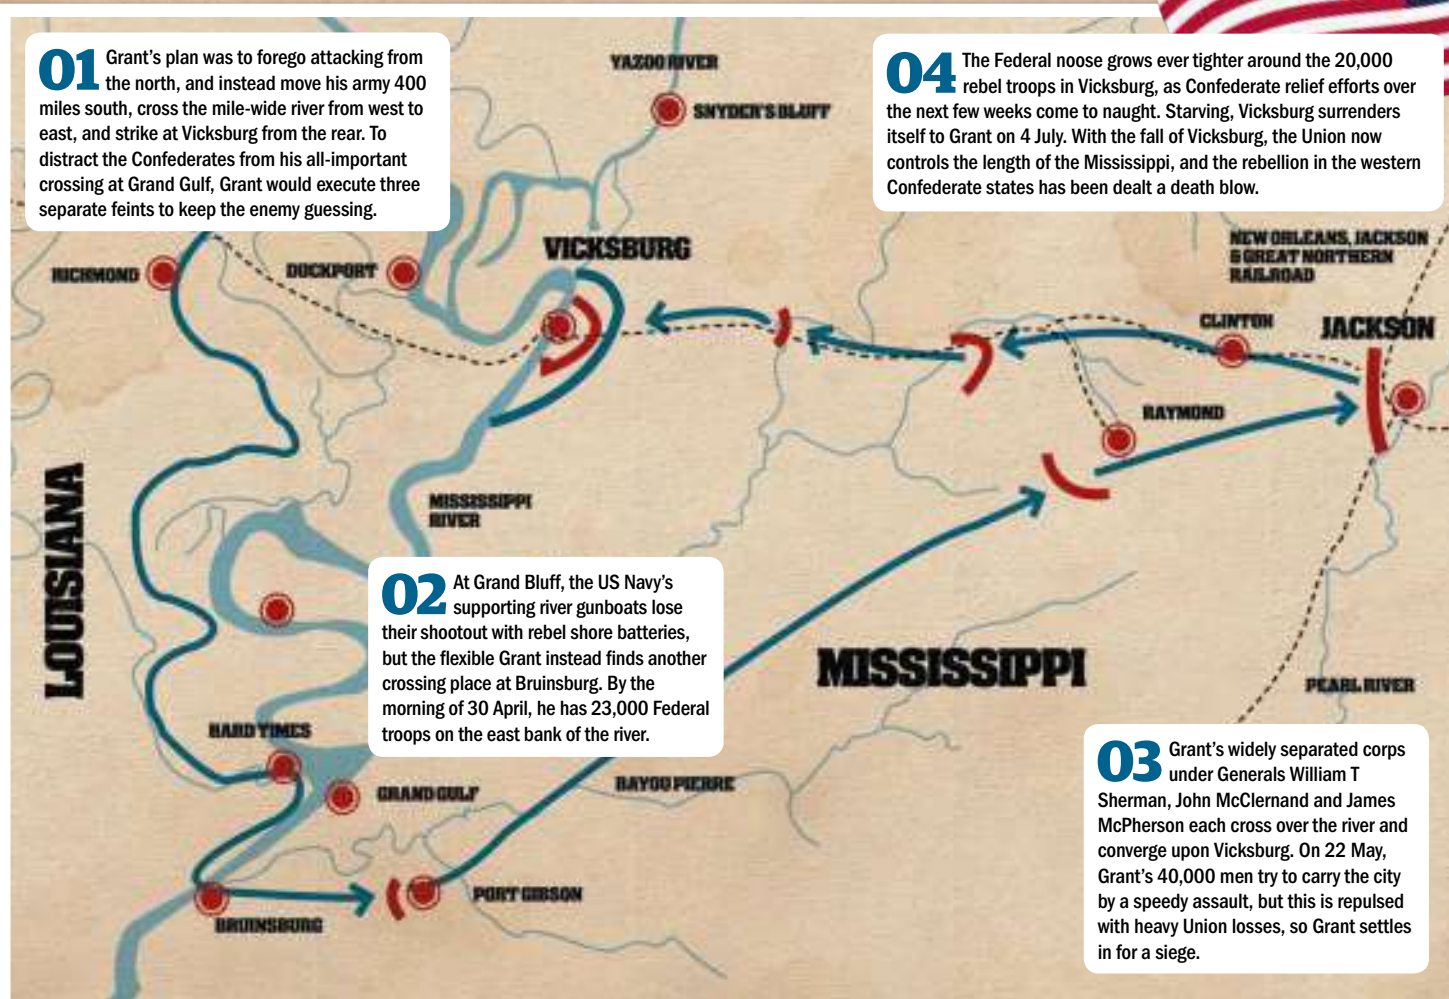 01 Grant's plan was to forego attacking from
the north, and instead move his army 400
miles south, cross the mile-wide river from west to
east, and strike at Vicksburg from the rear. To
distract the Confederates from his all-important
crossing at Grand Gulf, Grant would execute three
separate feints to keep the enemy guessing.
YAZOO RIVER
SNYDER'S BLUFF
04 The Federal noose grows ever tighter around the 20,000
rebel troops in Vicksburg, as Confederate relief efforts over
the next few weeks come to naught. Starving, Vicksburg surrenders
itself to Grant on 4 July. With the fall of Vicksburg, the Union now
controls the length of the Mississippi, and the rebellion in the western
Confederate states has been dealt a death blow.
RICHMOND
DUCKPORT
VICKSBURG
NEW ORLEANS, JACKSON
& GREAT NORTHERN
RAILROAD
CLINTON
JACKSON
RAYMOND
LOUISIANA
MISSISSIPPI
RIVER
02 At Grand Bluff, the US Navy's
supporting river gunboats lose
their shootout with rebel shore batteries,
but the flexible Grant instead finds another
crossing place at Bruinsburg. By the
morning of 30 April, he has 23,000 Federal
troops on the east bank of the river.
MISSISSIPPI
PEARL RIVER
HARD TIMES
GRAND GULF
BAYOU PIERRE
PORT GIBSON
BRUINSBURG
03 Grant's widely separated corps
under Generals William T
Sherman, John McClernand and James
McPherson each cross over the river and
converge upon Vicksburg. On 22 May,
Grant's 40,000 men try to carry the city
by a speedy assault, but this is repulsed
with heavy Union losses, so Grant settles
in for a siege.